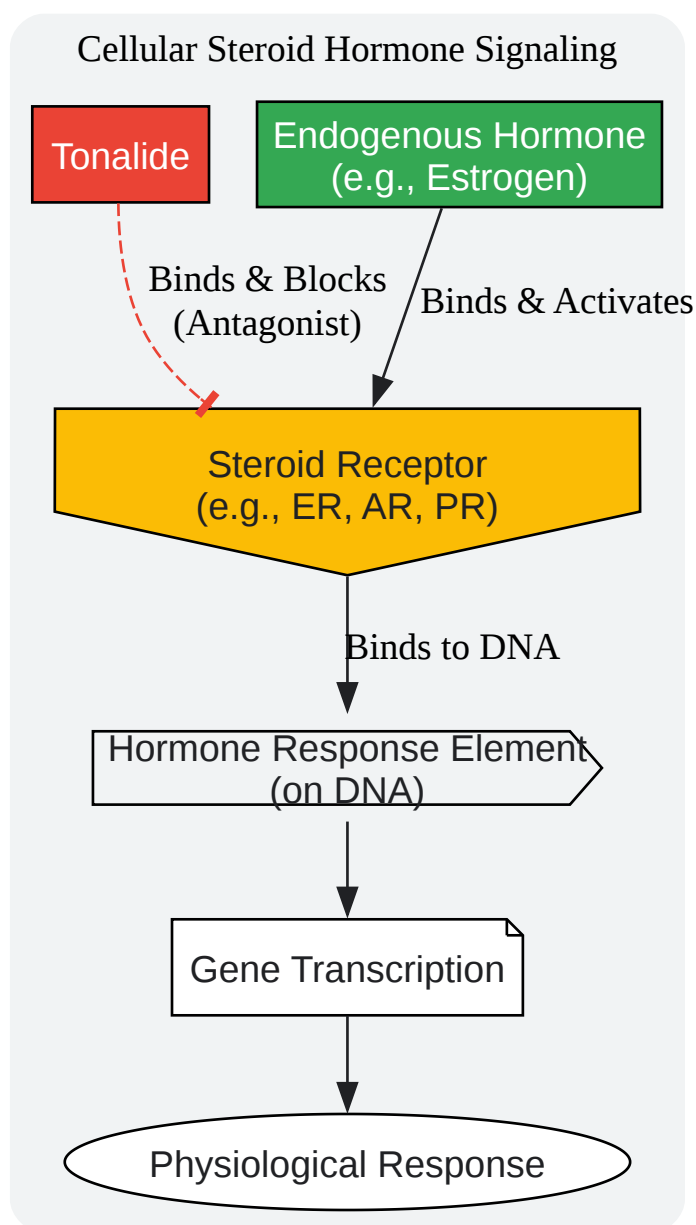 Cellular Steroid Hormone Signaling
Tonalide
Endogenous Hormone
(e.g., Estrogen)
Binds & Blocks
(Antagonist)
Binds & Activates
Steroid Receptor
(e.g., ER, AR, PR)
Binds to DNA
Hormone Response Element
(on DNA)
Gene Transcription
Physiological Response